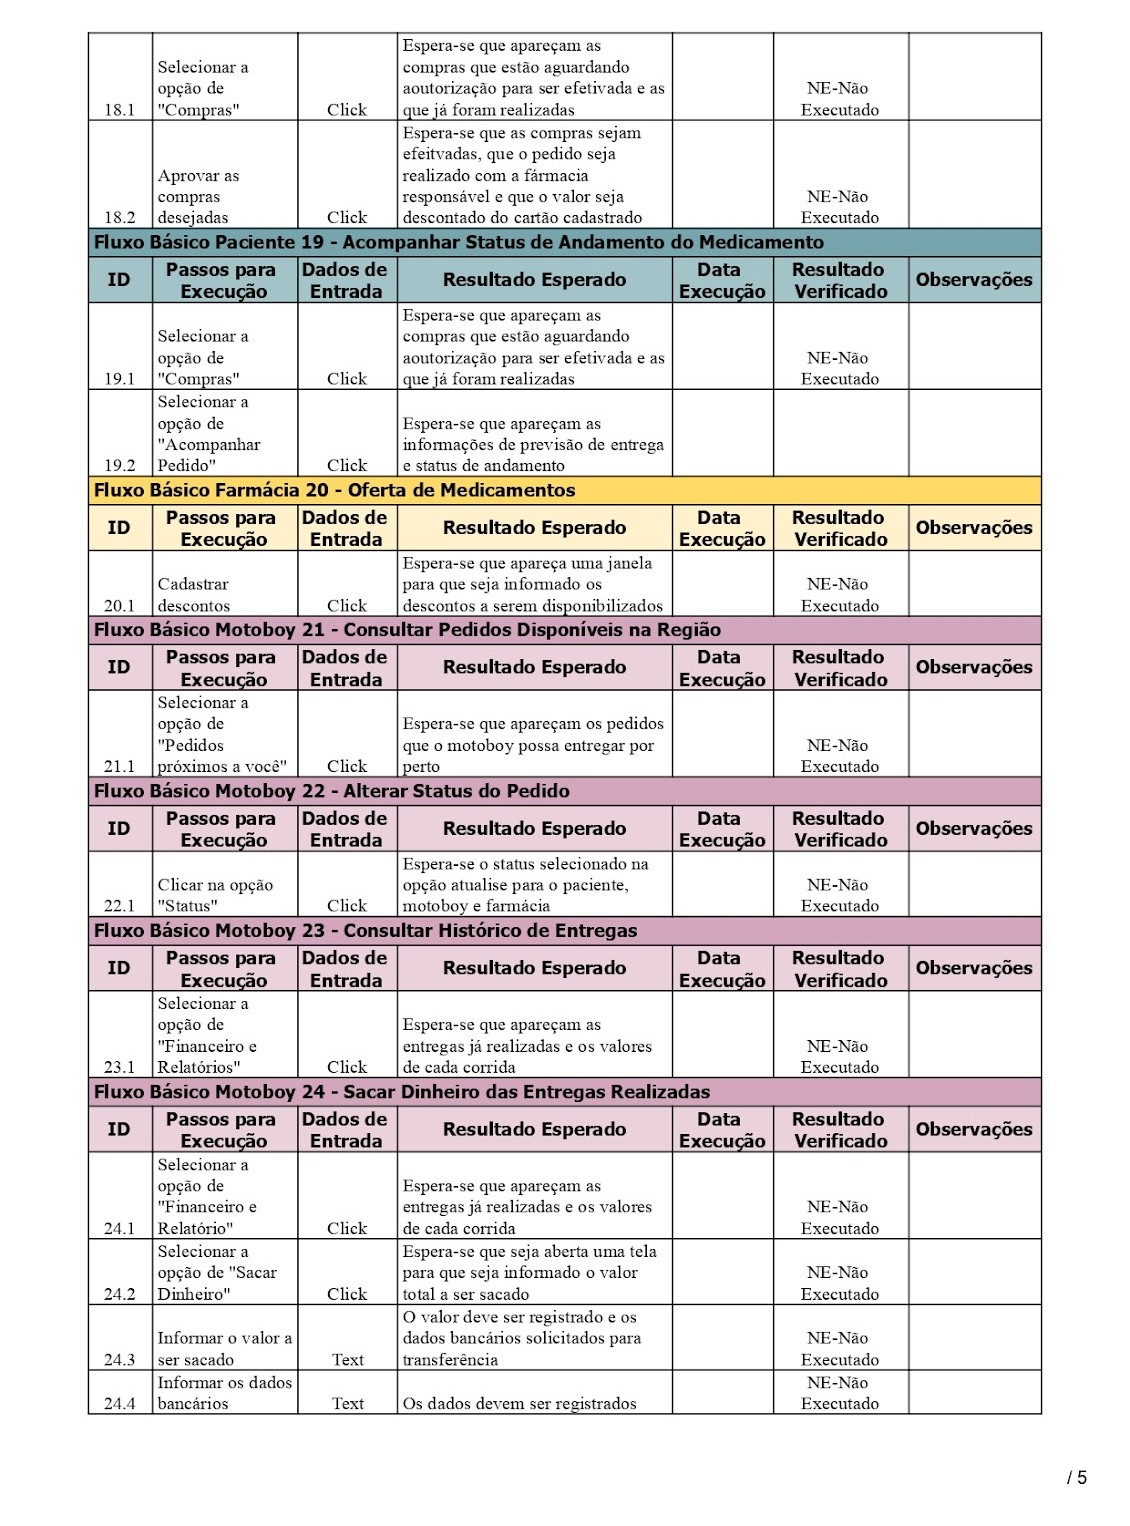 18.1 Selecionar a opção de "Compras" Click Espera-se que apareçam as compras que estão aguardando aoutorização para ser efetivada e as que já foram realizadas NE-Não Executado
18.2 Aprovar as compras desejadas Click Espera-se que as compras sejam efeitvadas, que o pedido seja realizado com a fármacia responsável e que o valor seja descontado do cartão cadastrado NE-Não Executado
Fluxo Básico Paciente 19 - Acompanhar Status de Andamento do Medicamento
ID Passos para Execução Dados de Entrada Resultado Esperado Data Execução Resultado Verificado Observações
19.1 Selecionar a opção de "Compras" Click Espera-se que apareçam as compras que estão aguardando aoutorização para ser efetivada e as que já foram realizadas NE-Não Executado
19.2 Selecionar a opção de "Acompanhar Pedido" Click Espera-se que apareçam as informações de previsão de entrega e status de andamento
Fluxo Básico Farmácia 20 - Oferta de Medicamentos
ID Passos para Execução Dados de Entrada Resultado Esperado Data Execução Resultado Verificado Observações
20.1 Cadastrar descontos Click Espera-se que apareça uma janela para que seja informado os descontos a serem disponibilizados NE-Não Executado
Fluxo Básico Motoboy 21 - Consultar Pedidos Disponíveis na Região
ID Passos para Execução Dados de Entrada Resultado Esperado Data Execução Resultado Verificado Observações
21.1 Selecionar a opção de "Pedidos próximos a você" Click Espera-se que apareçam os pedidos que o motoboy possa entregar por perto NE-Não Executado
Fluxo Básico Motoboy 22 - Alterar Status do Pedido
ID Passos para Execução Dados de Entrada Resultado Esperado Data Execução Resultado Verificado Observações
22.1 Clicar na opção "Status" Click Espera-se o status selecionado na opção atualise para o paciente, motoboy e farmácia NE-Não Executado
Fluxo Básico Motoboy 23 - Consultar Histórico de Entregas
ID Passos para Execução Dados de Entrada Resultado Esperado Data Execução Resultado Verificado Observações
23.1 Selecionar a opção de "Financeiro e Relatórios" Click Espera-se que apareçam as entregas já realizadas e os valores de cada corrida NE-Não Executado
Fluxo Básico Motoboy 24 - Sacar Dinheiro das Entregas Realizadas
ID Passos para Execução Dados de Entrada Resultado Esperado Data Execução Resultado Verificado Observações
24.1 Selecionar a opção de "Financeiro e Relatório" Click Espera-se que apareçam as entregas já realizadas e os valores de cada corrida NE-Não Executado
24.2 Selecionar a opção de "Sacar Dinheiro" Click Espera-se que seja aberta uma tela para que seja informado o valor total a ser sacado NE-Não Executado
24.3 Informar o valor a ser sacado Text O valor deve ser registrado e os dados bancários solicitados para transferência NE-Não Executado
24.4 Informar os dados bancários Text Os dados devem ser registrados NE-Não Executado
/ 5